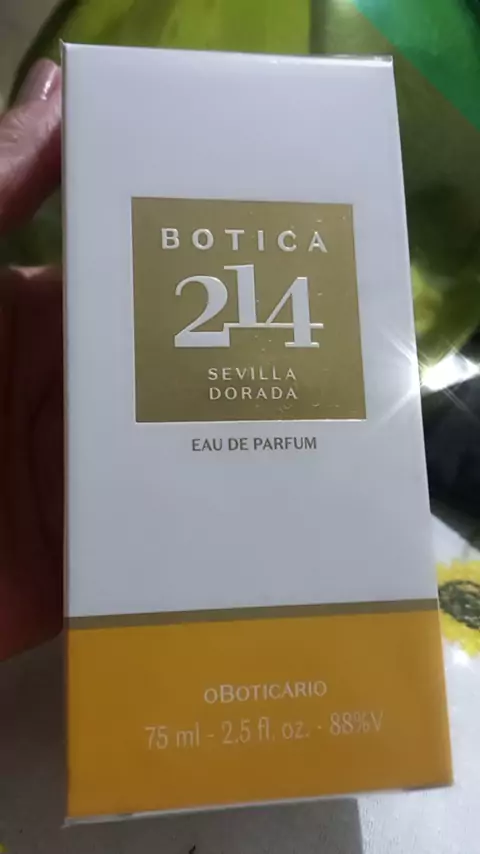 BOTICA
214
SEVILLA
DORADA
EAU DE PARFUM
oBOTICÁRIO
75 ml - 2.5 fl. oz. - 88%V